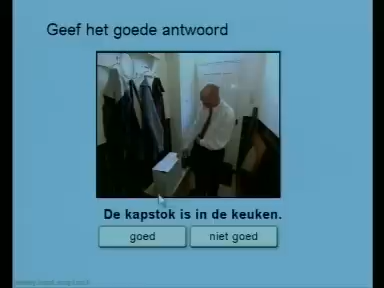 Geef het goede antwoord
De kapstok is in de keuken.
goed
niet goed